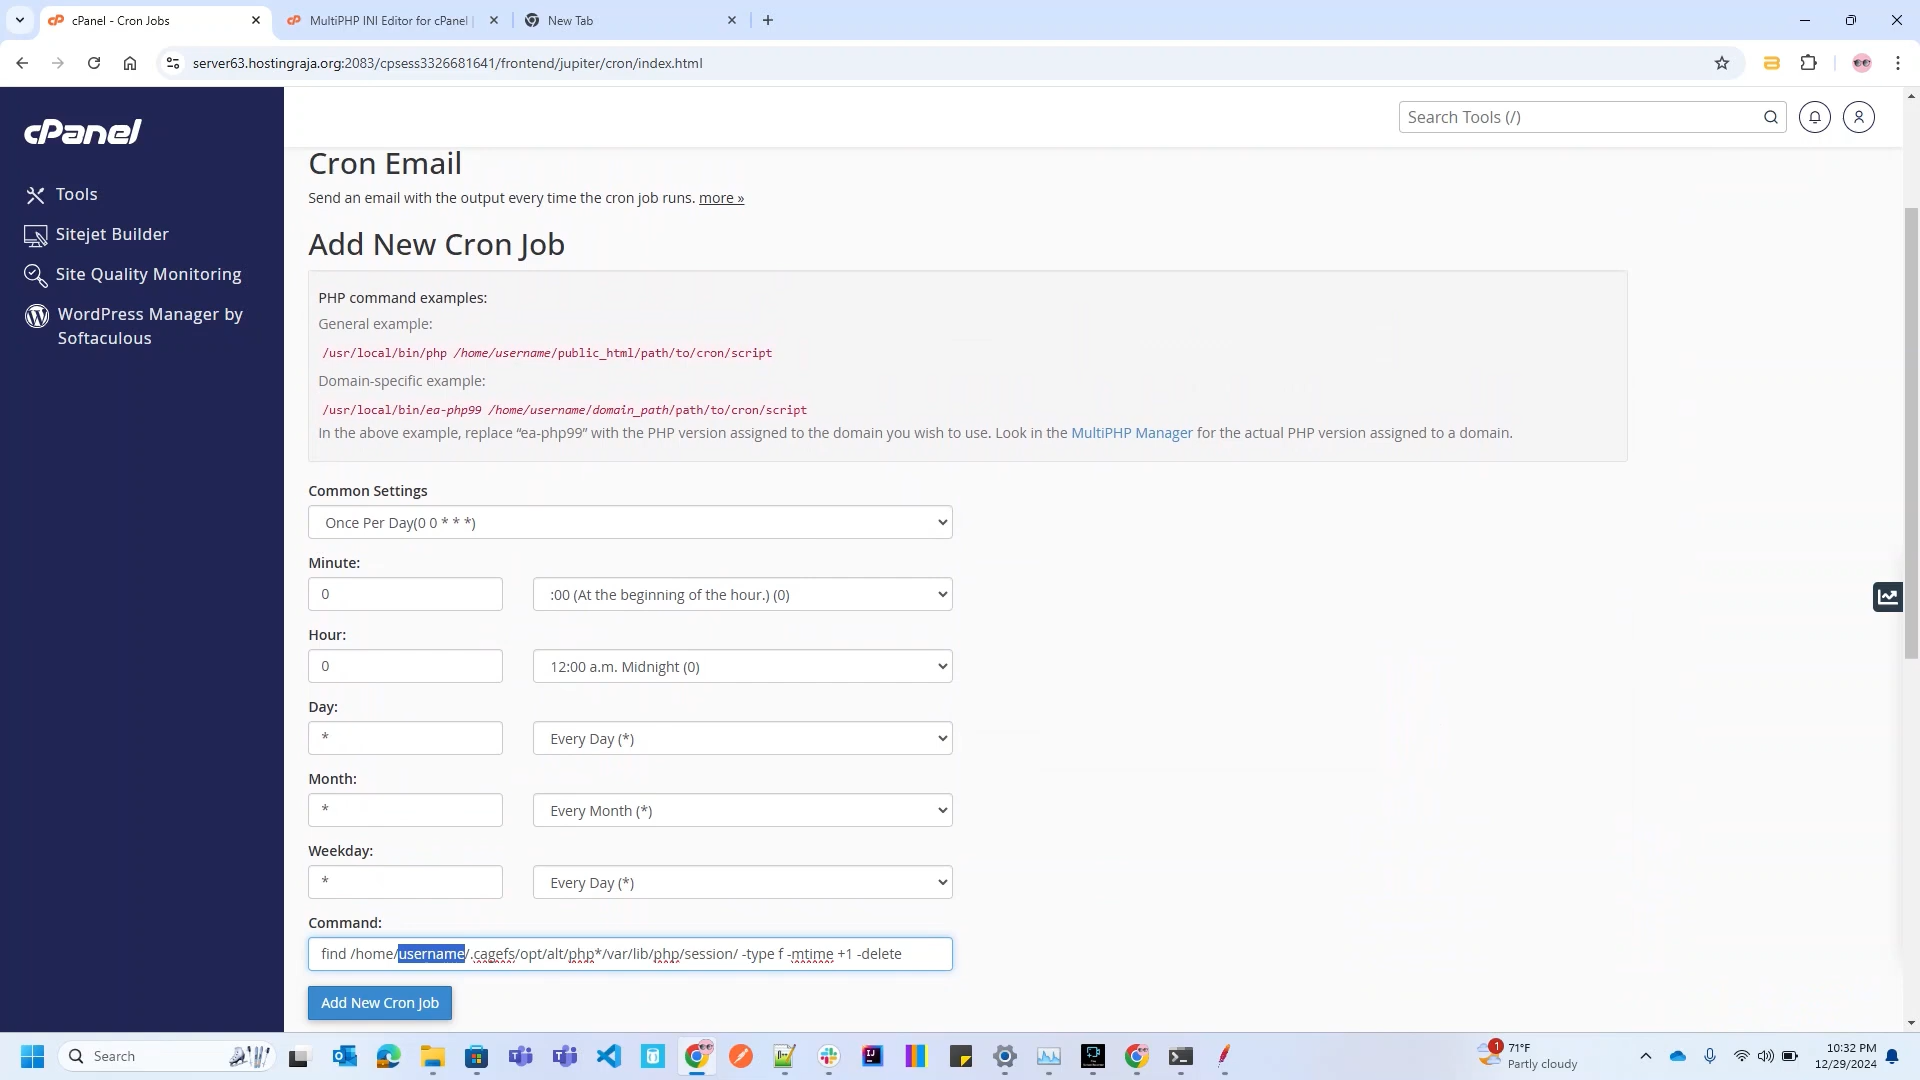 cPanel - Cron Jobs
MultiPHP INI Editor for cPanel
New Tab
server63.hostingraja.org:2083/cpsess3326681641/frontend/jupiter/cron/index.html
cPanel
Search Tools (/)
Tools
Sitejet Builder
Site Quality Monitoring
WordPress Manager by
Softaculous
Cron Email
Send an email with the output every time the cron job runs. more »
Add New Cron Job
PHP command examples:
General example:
/usr/local/bin/php /home/username/public_html/path/to/cron/script
Domain-specific example:
/usr/local/bin/ea-php99 /home/username/domain_path/path/to/cron/script
In the above example, replace “ea-php99” with the PHP version assigned to the domain you wish to use. Look in the MultiPHP Manager for the actual PHP version assigned to a domain.
Common Settings
Once Per Day(0 0 * * *)
Minute:
0 :00 (At the beginning of the hour.) (0)
Hour:
0 12:00 a.m. Midnight (0)
Day:
* Every Day (*)
Month:
* Every Month (*)
Weekday:
* Every Day (*)
Command:
find /home/username/.cagefs/opt/alt/php*/var/lib/php/session/ -type f -mtime +1 -delete
Add New Cron Job
Search
1
71°F
Partly cloudy
10:32 PM
12/29/2024